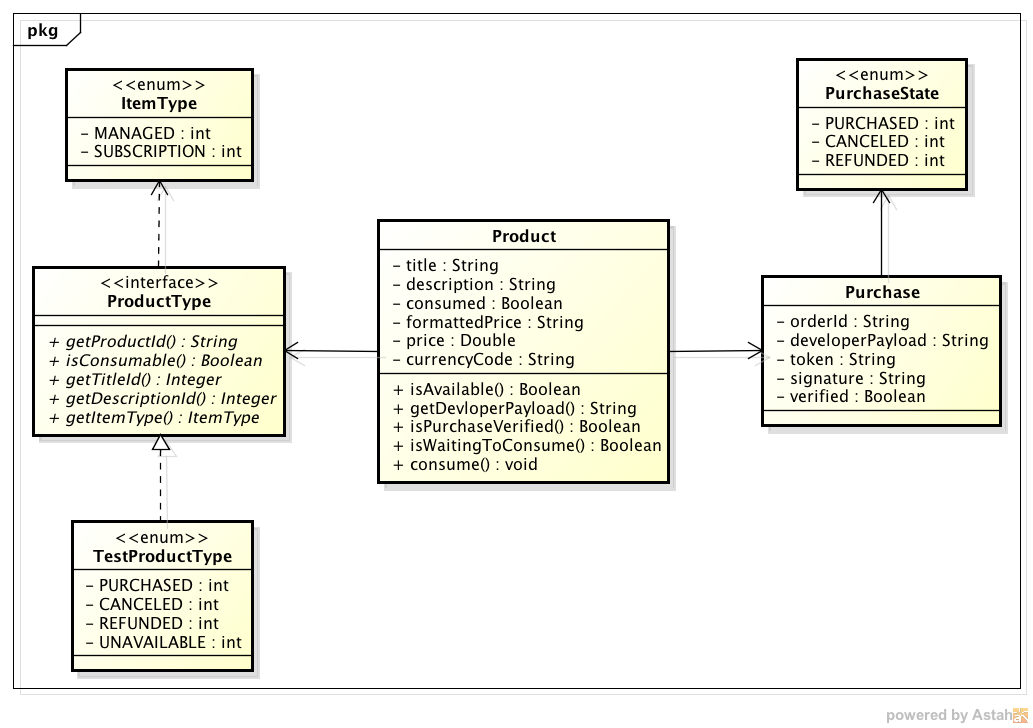 pkg
<<enum>>
ItemType
– MANAGED : int
– SUBSCRIPTION : int
<<enum>>
PurchaseState
– PURCHASED : int
– CANCELED : int
– REFUNDED : int
<<interface>>
ProductType
+ getProductId() : String
+ isConsumable() : Boolean
+ getTitleId() : Integer
+ getDescriptionId() : Integer
+ getItemType() : ItemType
Product
– title : String
– description : String
– consumed : Boolean
– formattedPrice : String
– price : Double
– currencyCode : String
+ isAvailable() : Boolean
+ getDevloperPayload() : String
+ isPurchaseVerified() : Boolean
+ isWaitingToConsume() : Boolean
+ consume() : void
Purchase
– orderId : String
– developerPayload : String
– token : String
– signature : String
– verified : Boolean
<<enum>>
TestProductType
– PURCHASED : int
– CANCELED : int
– REFUNDED : int
– UNAVAILABLE : int
powered by Astah